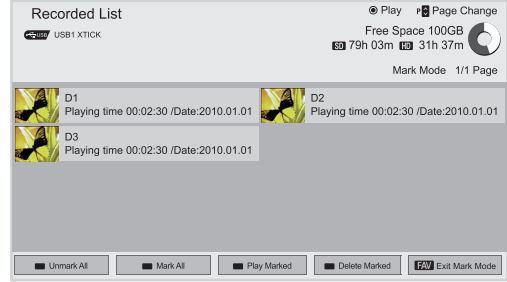 Recorded List
Play P Page Change
USB USB1 XTICK
Free Space 100GB
SD 79h 03m HD 31h 37m
Mark Mode 1/1 Page
D1
Playing time 00:02:30 /Date:2010.01.01
D2
Playing time 00:02:30 /Date:2010.01.01
D3
Playing time 00:02:30 /Date:2010.01.01
Unmark All
Mark All
Play Marked
Delete Marked
FAV Exit Mark Mode